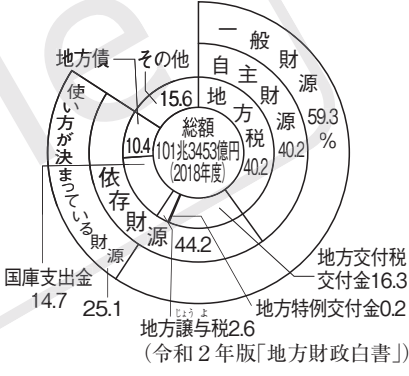 一般財源
59.3
%
自主財源
40.2
地方税
40.2
その他
15.6
地方債
10.4
総額
101兆3453億円
(2018年度)
使い方が決まっている財源
25.1
依存財源
44.2
国庫支出金
14.7
地方交付税
交付金16.3
地方特例交付金0.2
じょうよ
地方譲与税2.6
(令和2年版「地方財政白書」)